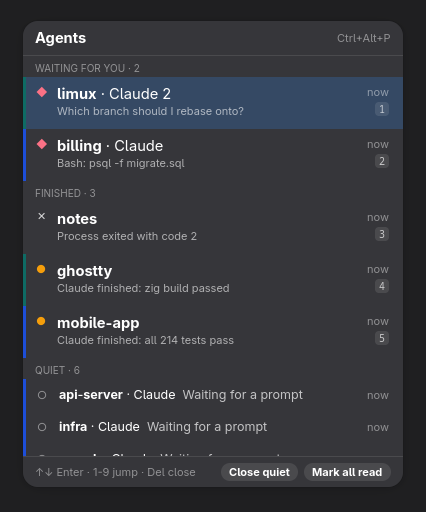 Agents Ctrl+Alt+P
WAITING FOR YOU · 2
limux · Claude 2 now
Which branch should I rebase onto? 1
billing · Claude now
Bash: psql -f migrate.sql 2
FINISHED · 3
× notes now
Process exited with code 2 3
ghostty now
Claude finished: zig build passed 4
mobile-app now
Claude finished: all 214 tests pass 5
QUIET · 6
api-server · Claude Waiting for a prompt now
infra · Claude Waiting for a prompt now
↑↓ Enter · 1-9 jump · Del close Close quiet Mark all read